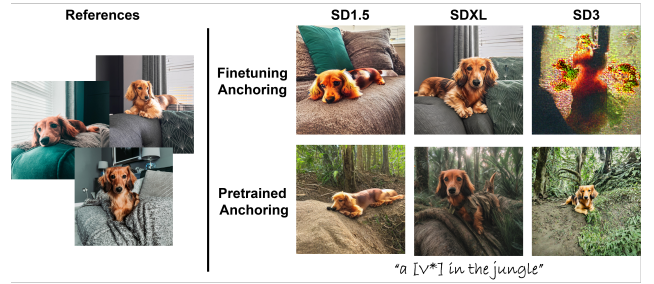 References
SD1.5 SDXL SD3
Finetuning
Anchoring
Pretrained
Anchoring
"a [V*] in the jungle"